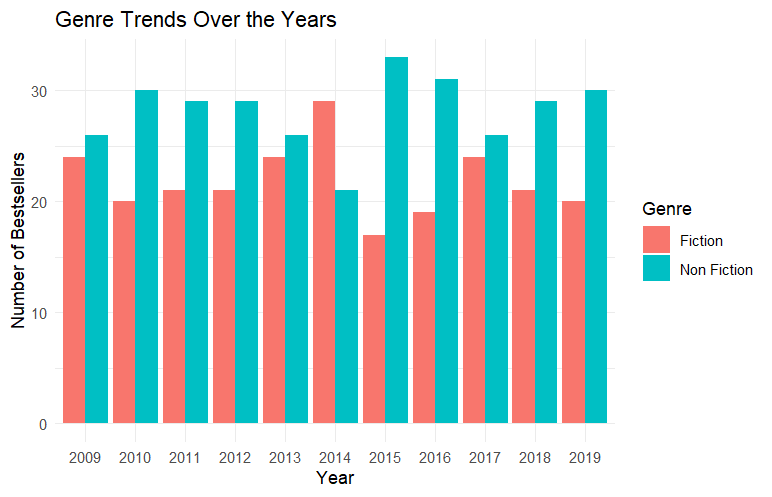 Genre Trends Over the Years
Number of Bestsellers
30
20
10
0
2009 2010 2011 2012 2013 2014 2015 2016 2017 2018 2019
Year
Genre
Fiction
Non Fiction